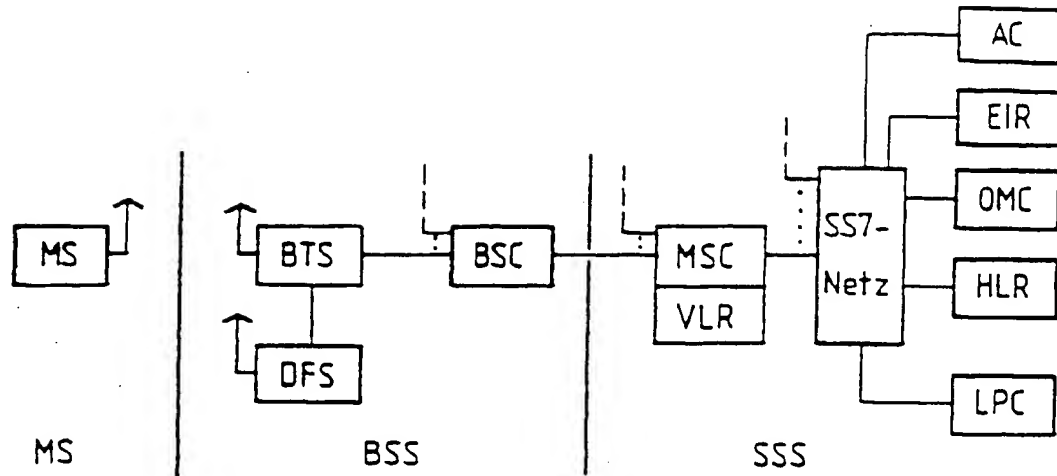 AC
EIR
OMC
HLR
LPC
SS7-
Netz
MSC
VLR
BSC
BTS
DFS
MS
MS
BSS
SSS